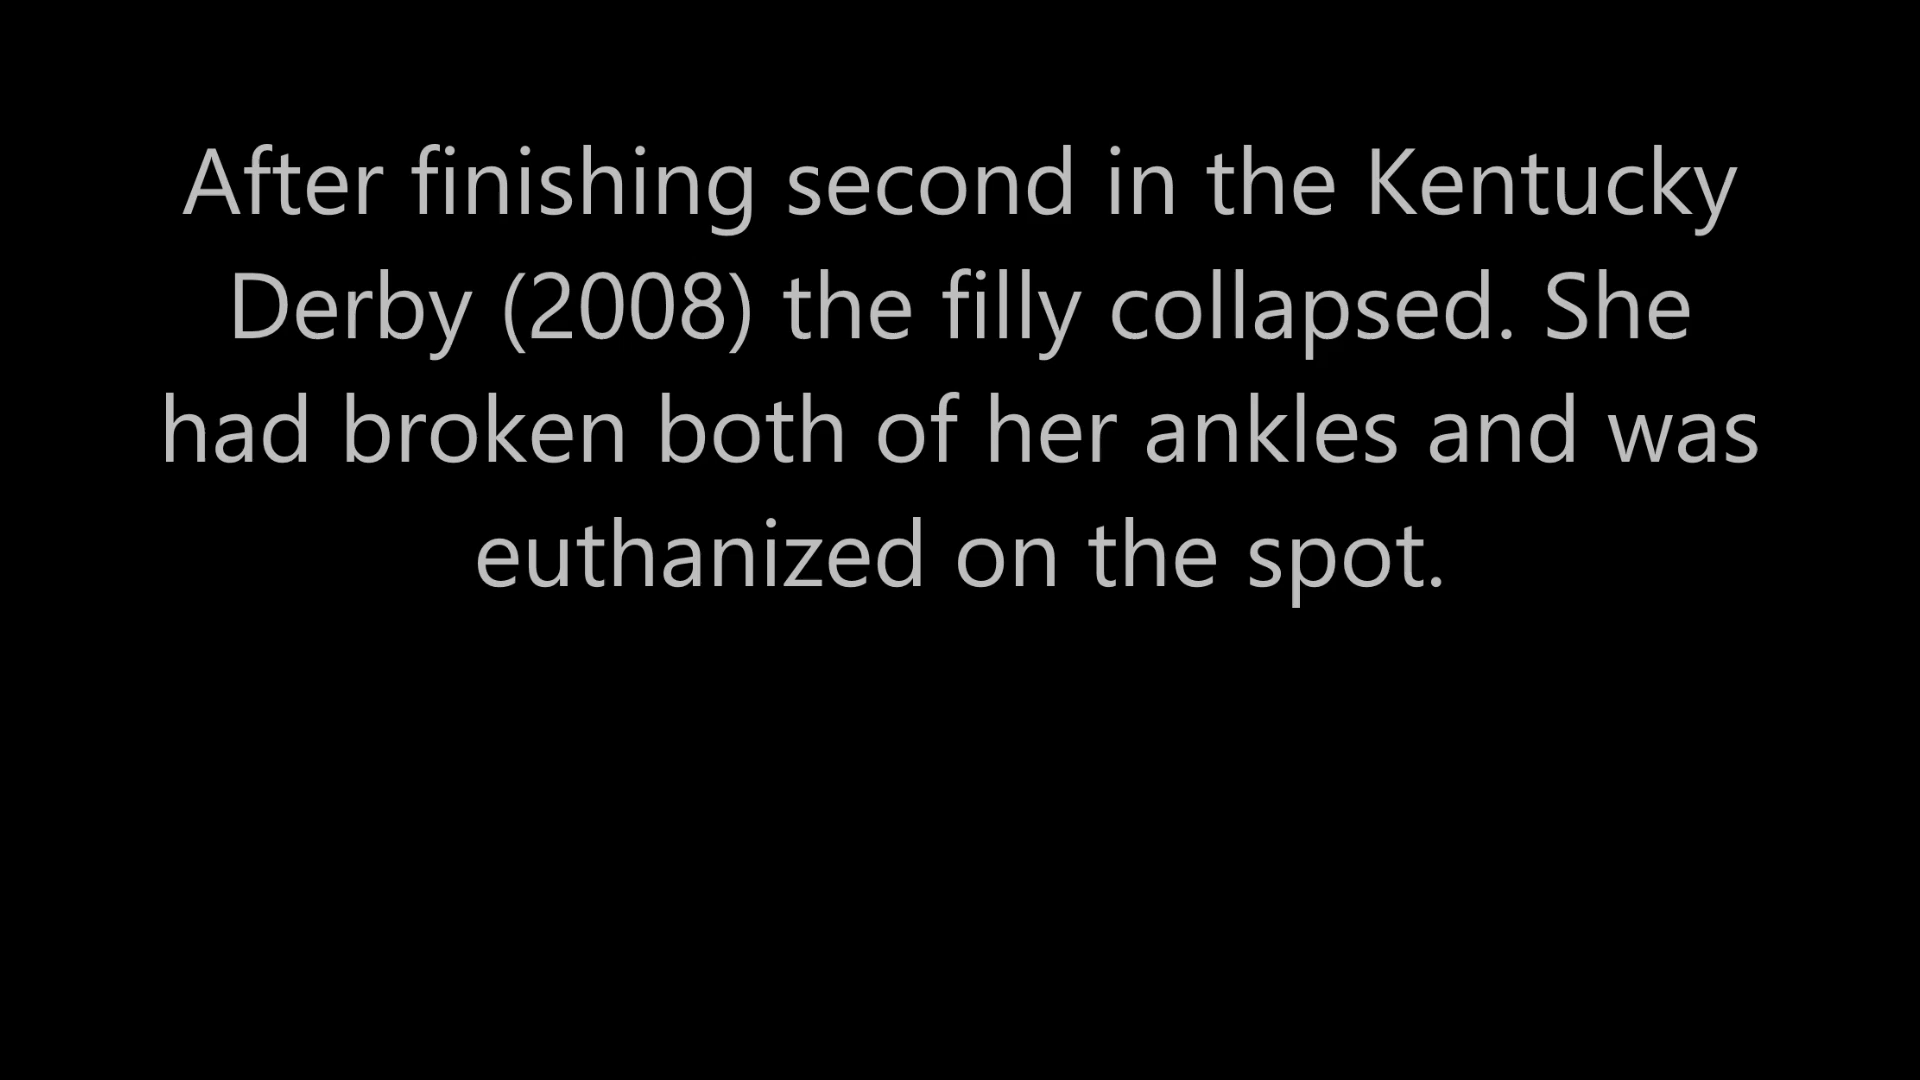 After finishing second in the Kentucky
Derby (2008) the filly collapsed. She
had broken both of her ankles and was
euthanized on the spot.